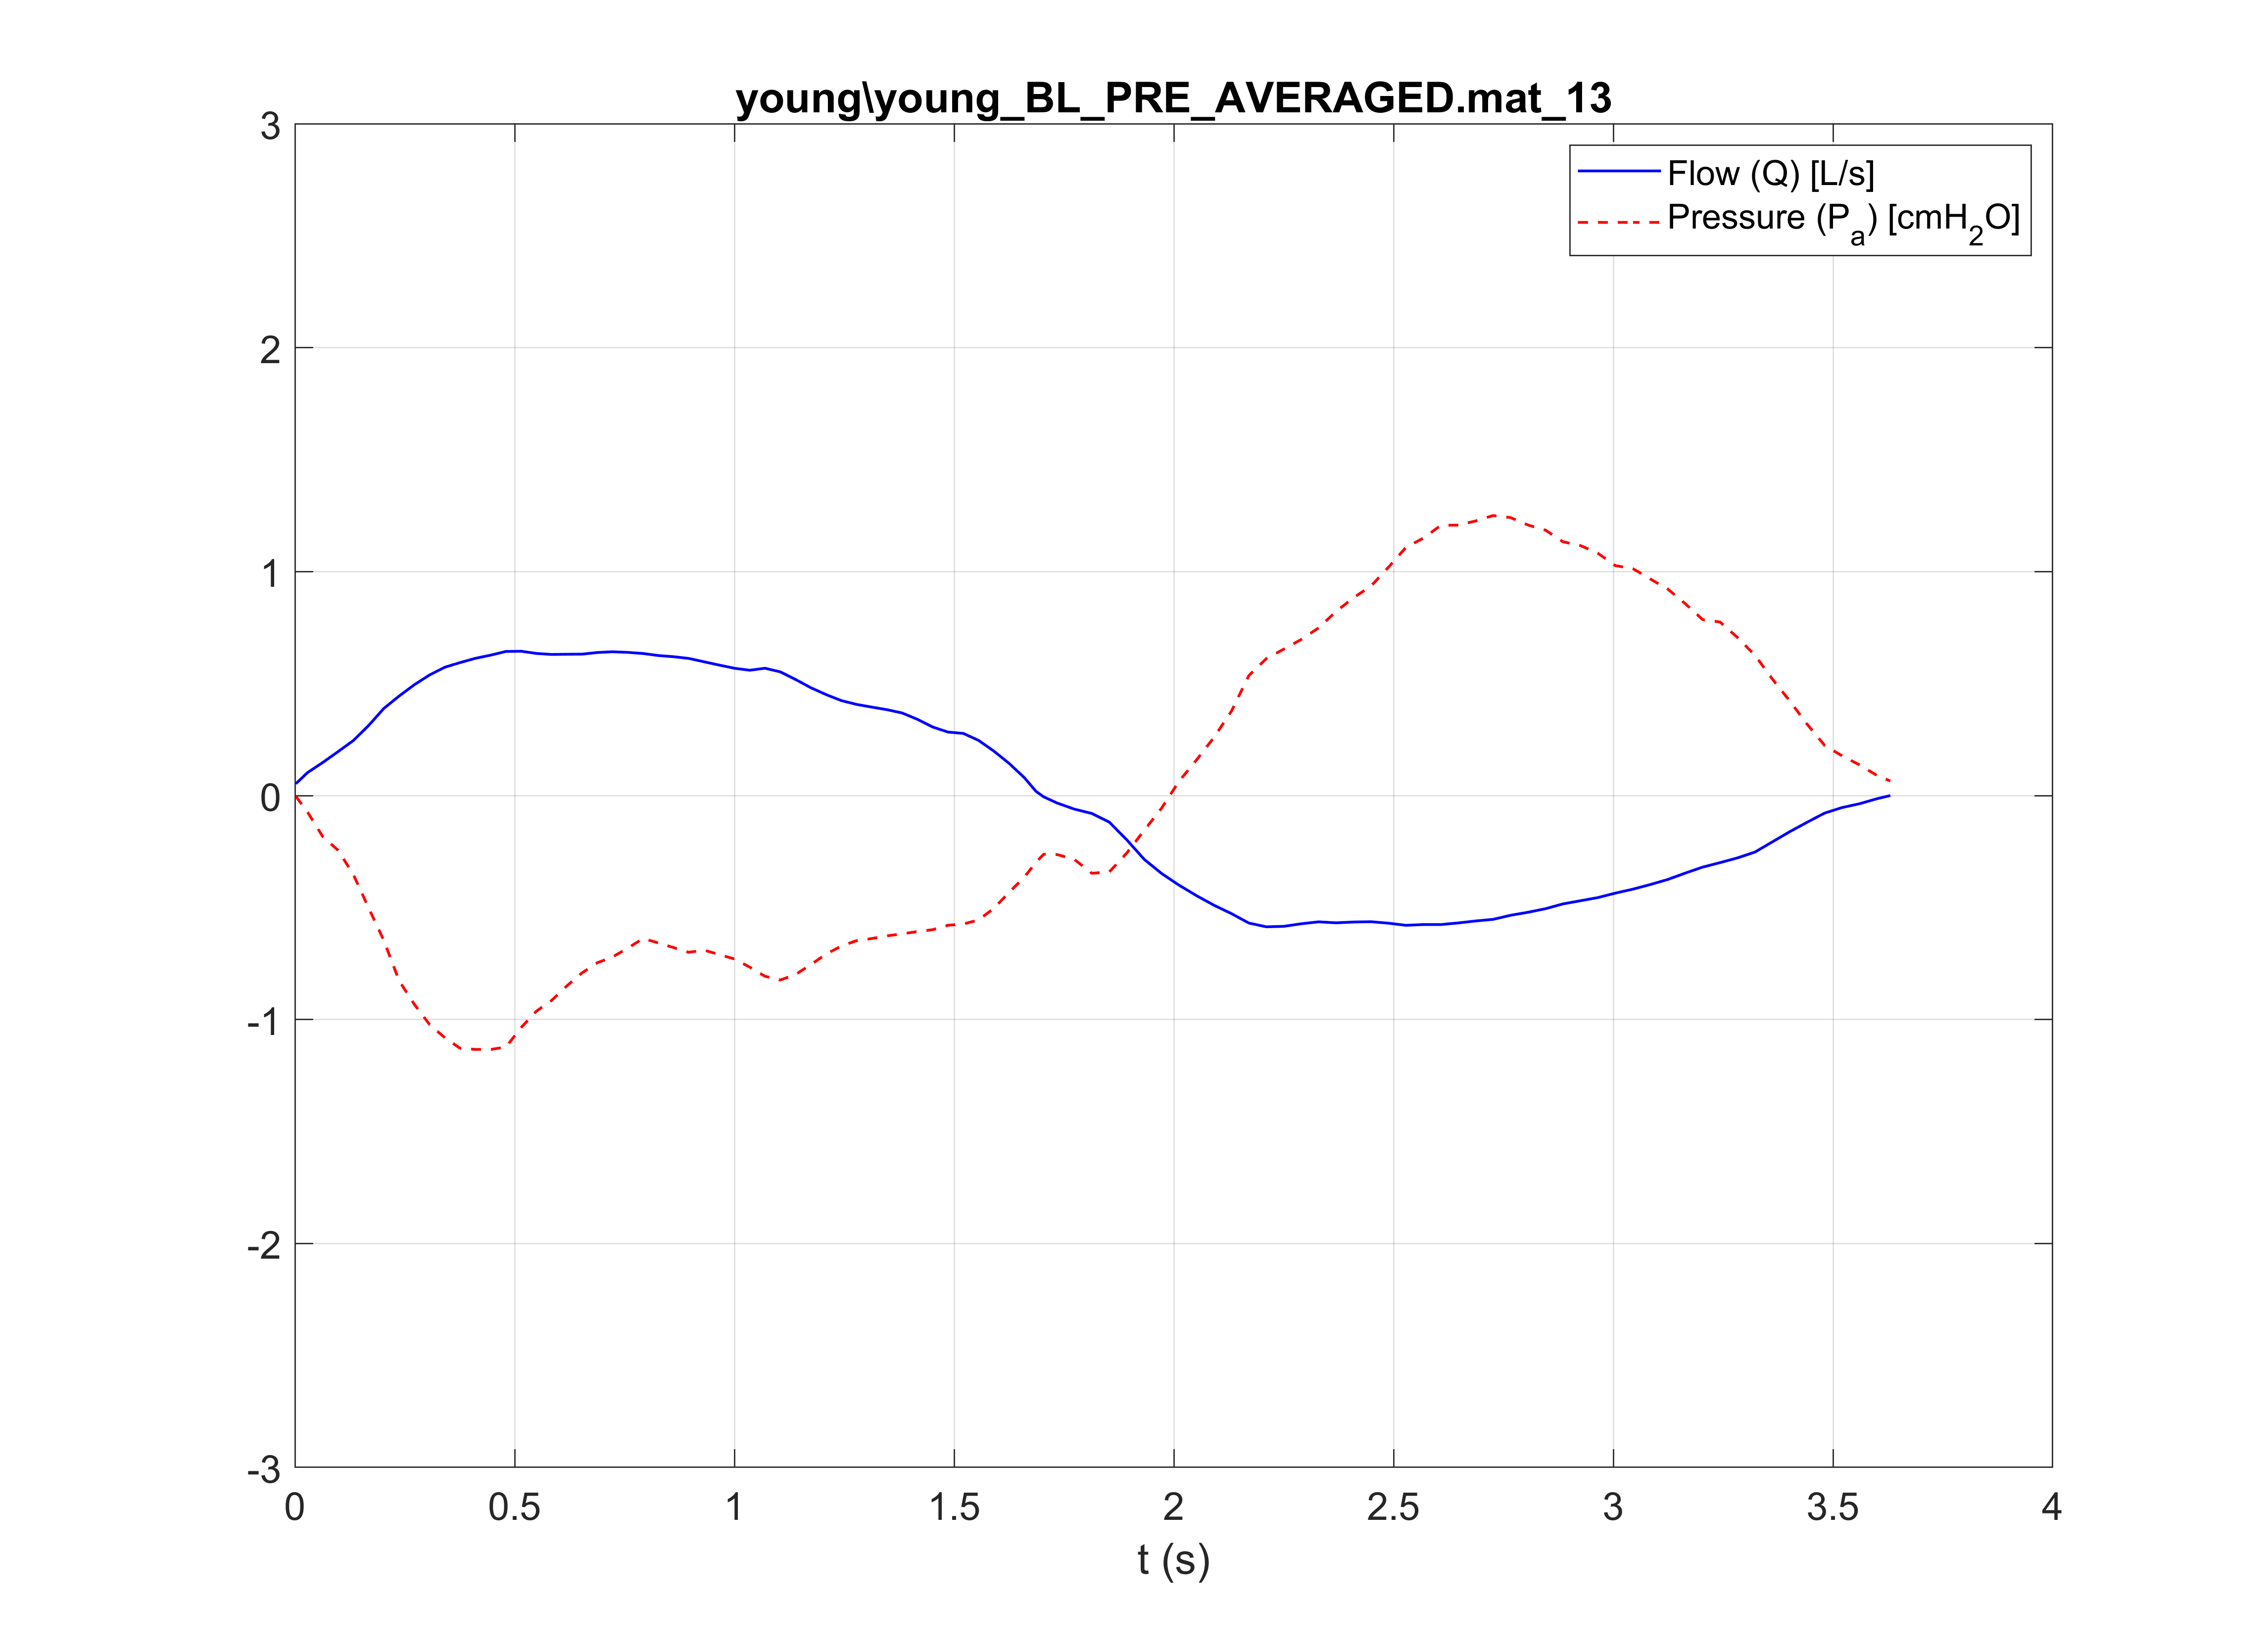 young\young_BL_PRE_AVERAGED.mat_13
Flow (Q) [L/s]
Pressure (Pa) [cmH2O]
3
2
1
0
-1
-2
-3
0 0.5 1 1.5 2 2.5 3 3.5 4
t (s)